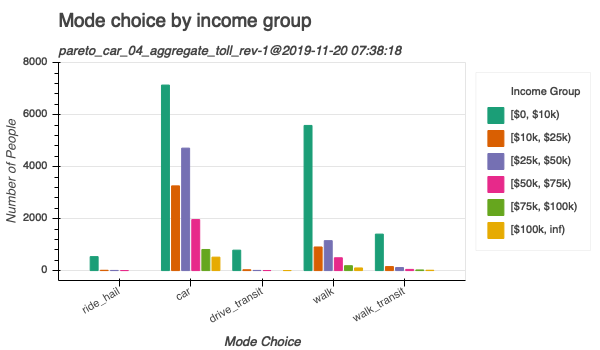 Mode choice by income group
pareto_car_04_aggregate_toll_rev-1@2019-11-20 07:38:18
Number of People
8000
6000
4000
2000
0
ride_hail
car
drive_transit
walk
walk_transit
Mode Choice
Income Group
[$0, $10k)
[$10k, $25k)
[$25k, $50k)
[$50k, $75k)
[$75k, $100k)
[$100k, inf)